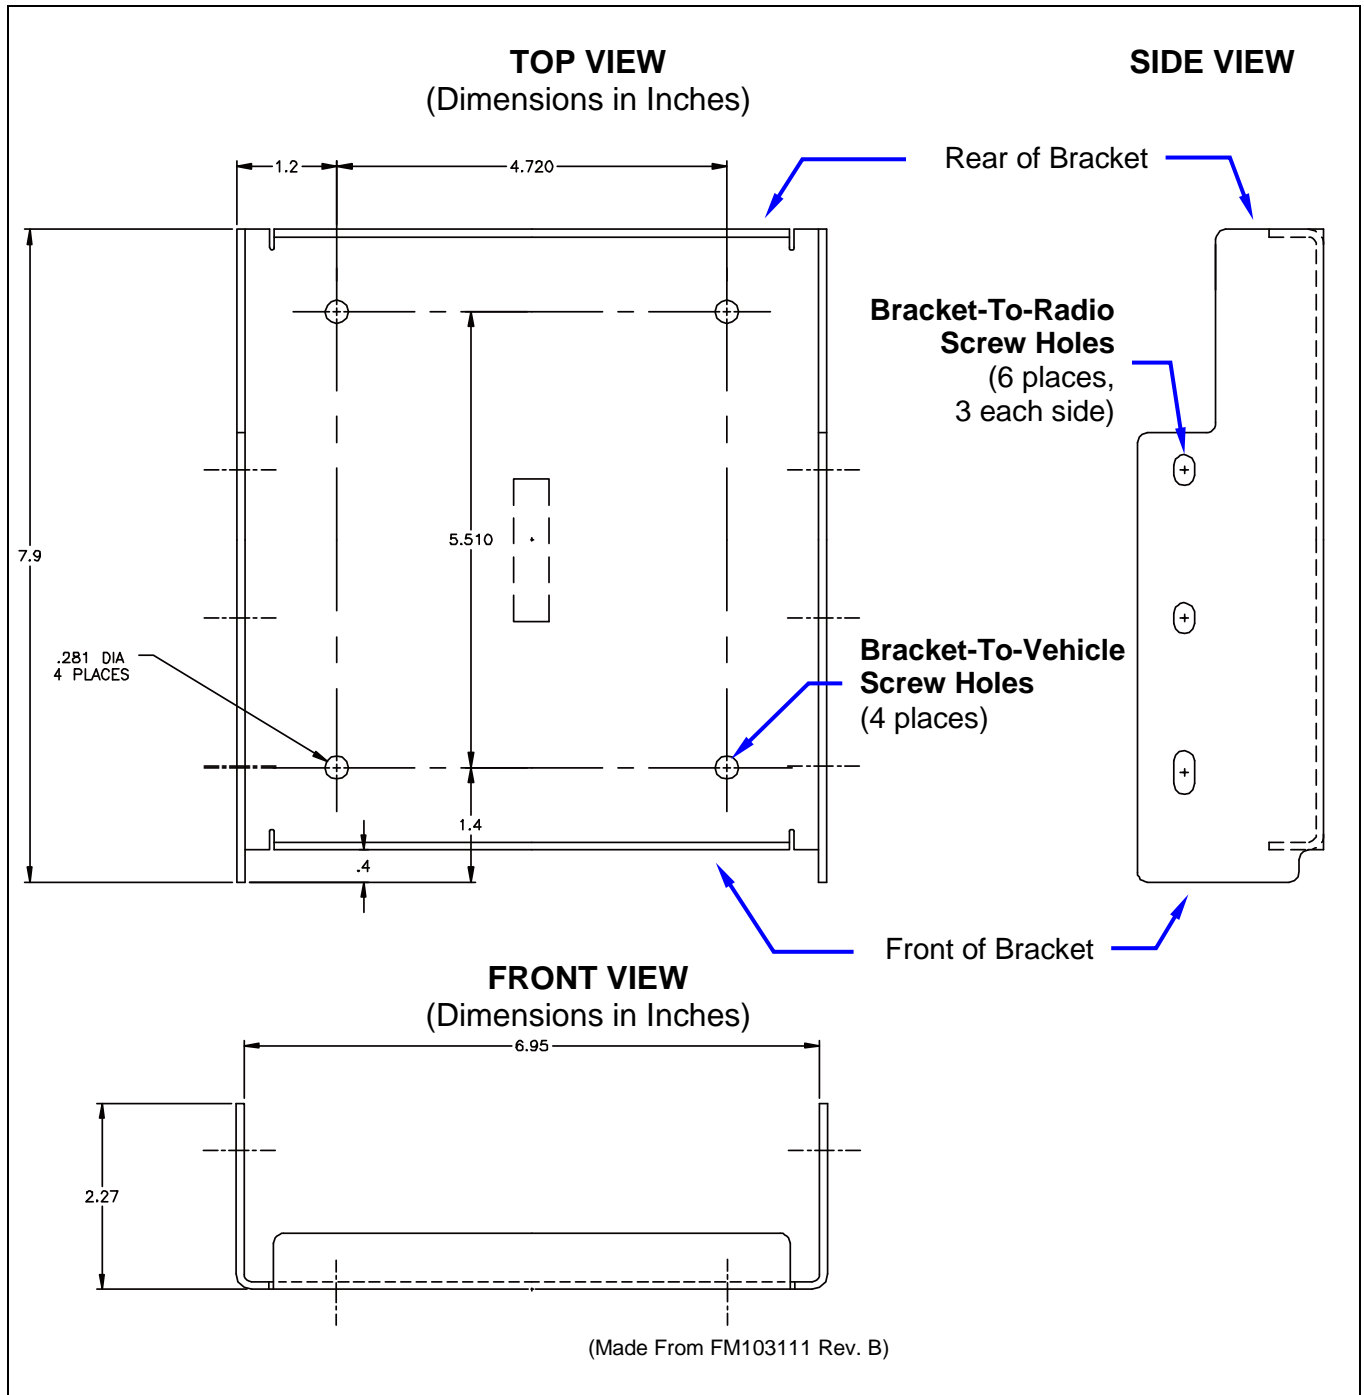 TOP VIEW
(Dimensions in Inches)
SIDE VIEW
1.2
4.720
Rear of Bracket
Bracket-To-Radio
Screw Holes
(6 places,
3 each side)
7.9
5.510
.281 DIA
4 PLACES
Bracket-To-Vehicle
Screw Holes
(4 places)
1.4
.4
Front of Bracket
FRONT VIEW
(Dimensions in Inches)
6.95
2.27
(Made From FM103111 Rev. B)